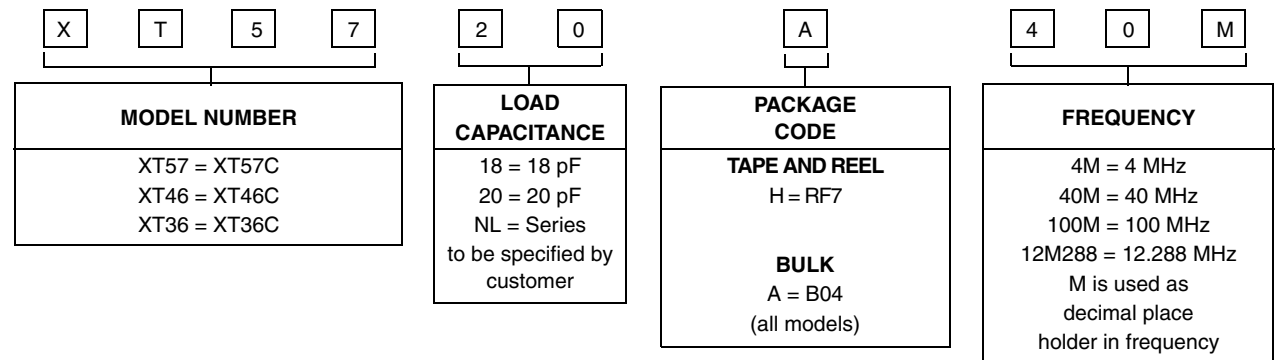 X T 5 7 2 0 A 4 0 M
MODEL NUMBER
XT57 = XT57C
XT46 = XT46C
XT36 = XT36C
LOAD
CAPACITANCE
18 = 18 pF
20 = 20 pF
NL = Series
to be specified by
customer
PACKAGE
CODE
TAPE AND REEL
H = RF7
BULK
A = B04
(all models)
FREQUENCY
4M = 4 MHz
40M = 40 MHz
100M = 100 MHz
12M288 = 12.288 MHz
M is used as
decimal place
holder in frequency